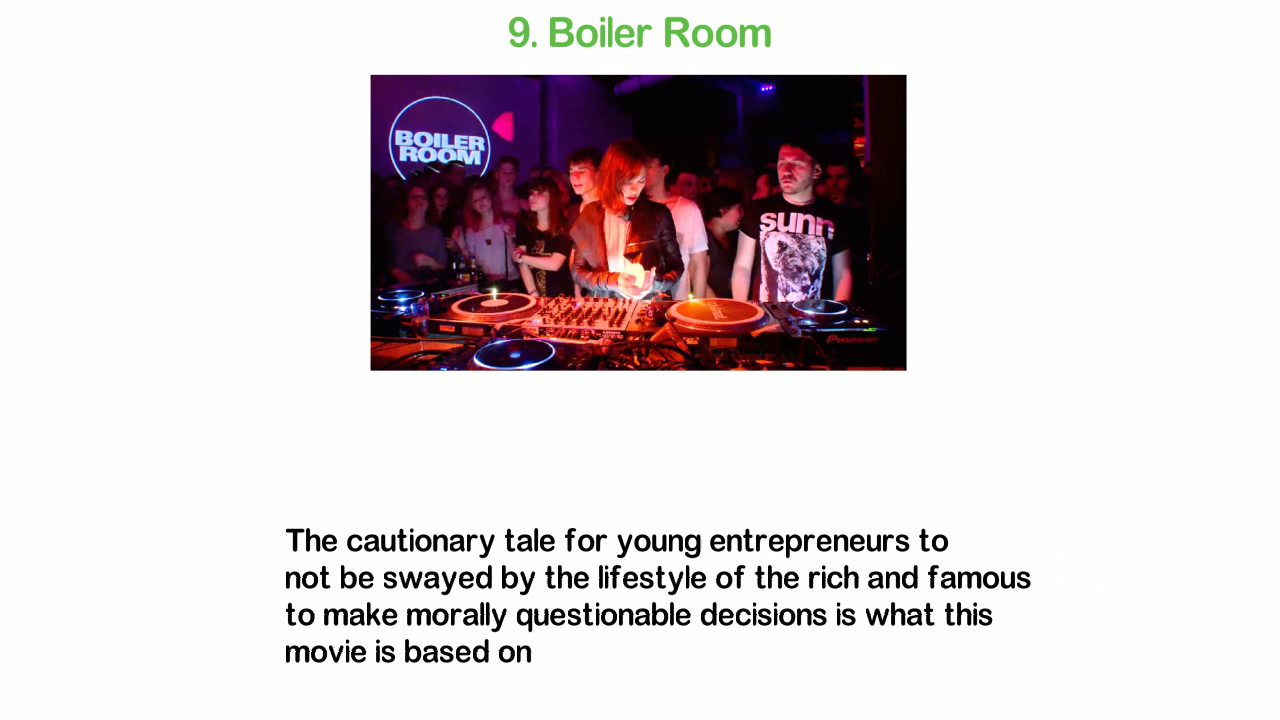 9. Boiler Room
BOILER
ROOM
sunn
Pioneer
The cautionary tale for young entrepreneurs to
not be swayed by the lifestyle of the rich and famous
to make morally questionable decisions is what this
movie is based on